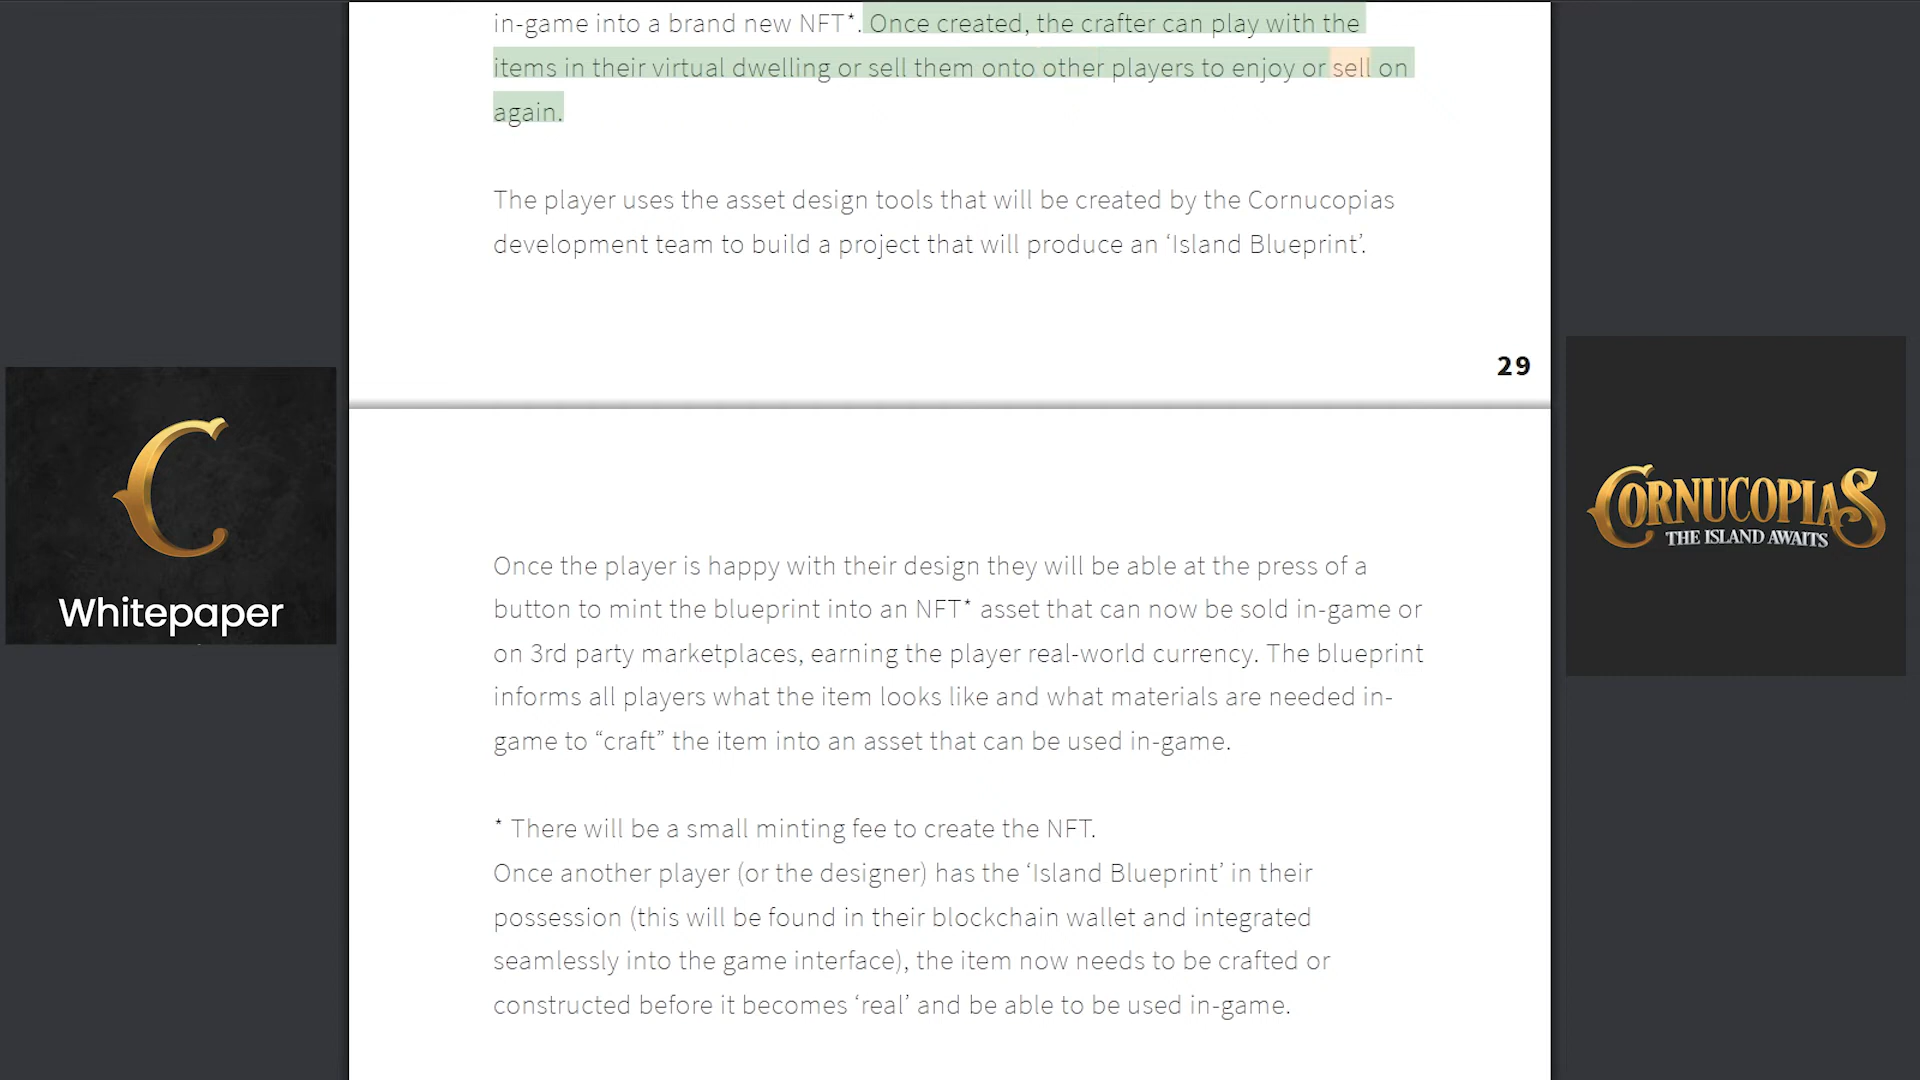 in-game into a brand new NFT*. Once created, the crafter can play with the
items in their virtual dwelling or sell them onto other players to enjoy or sell on
again.
The player uses the asset design tools that will be created by the Cornucopias
development team to build a project that will produce an ‘Island Blueprint’.
29
C
Whitepaper
CORNUCOPIAS
THE ISLAND AWAITS
Once the player is happy with their design they will be able at the press of a
button to mint the blueprint into an NFT* asset that can now be sold in-game or
on 3rd party marketplaces, earning the player real-world currency. The blueprint
informs all players what the item looks like and what materials are needed in-
game to “craft” the item into an asset that can be used in-game.
* There will be a small minting fee to create the NFT.
Once another player (or the designer) has the ‘Island Blueprint’ in their
possession (this will be found in their blockchain wallet and integrated
seamlessly into the game interface), the item now needs to be crafted or
constructed before it becomes ‘real’ and be able to be used in-game.